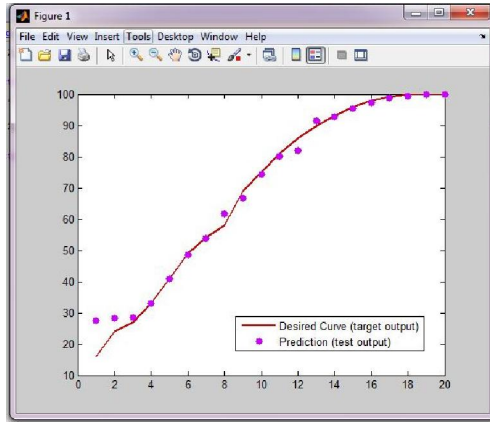 Figure 1
File Edit View Insert Tools Desktop Window Help
100
90
80
70
60
50
40
30
20
10
0 2 4 6 8 10 12 14 16 18 20
Desired Curve (target output)
Prediction (test output)